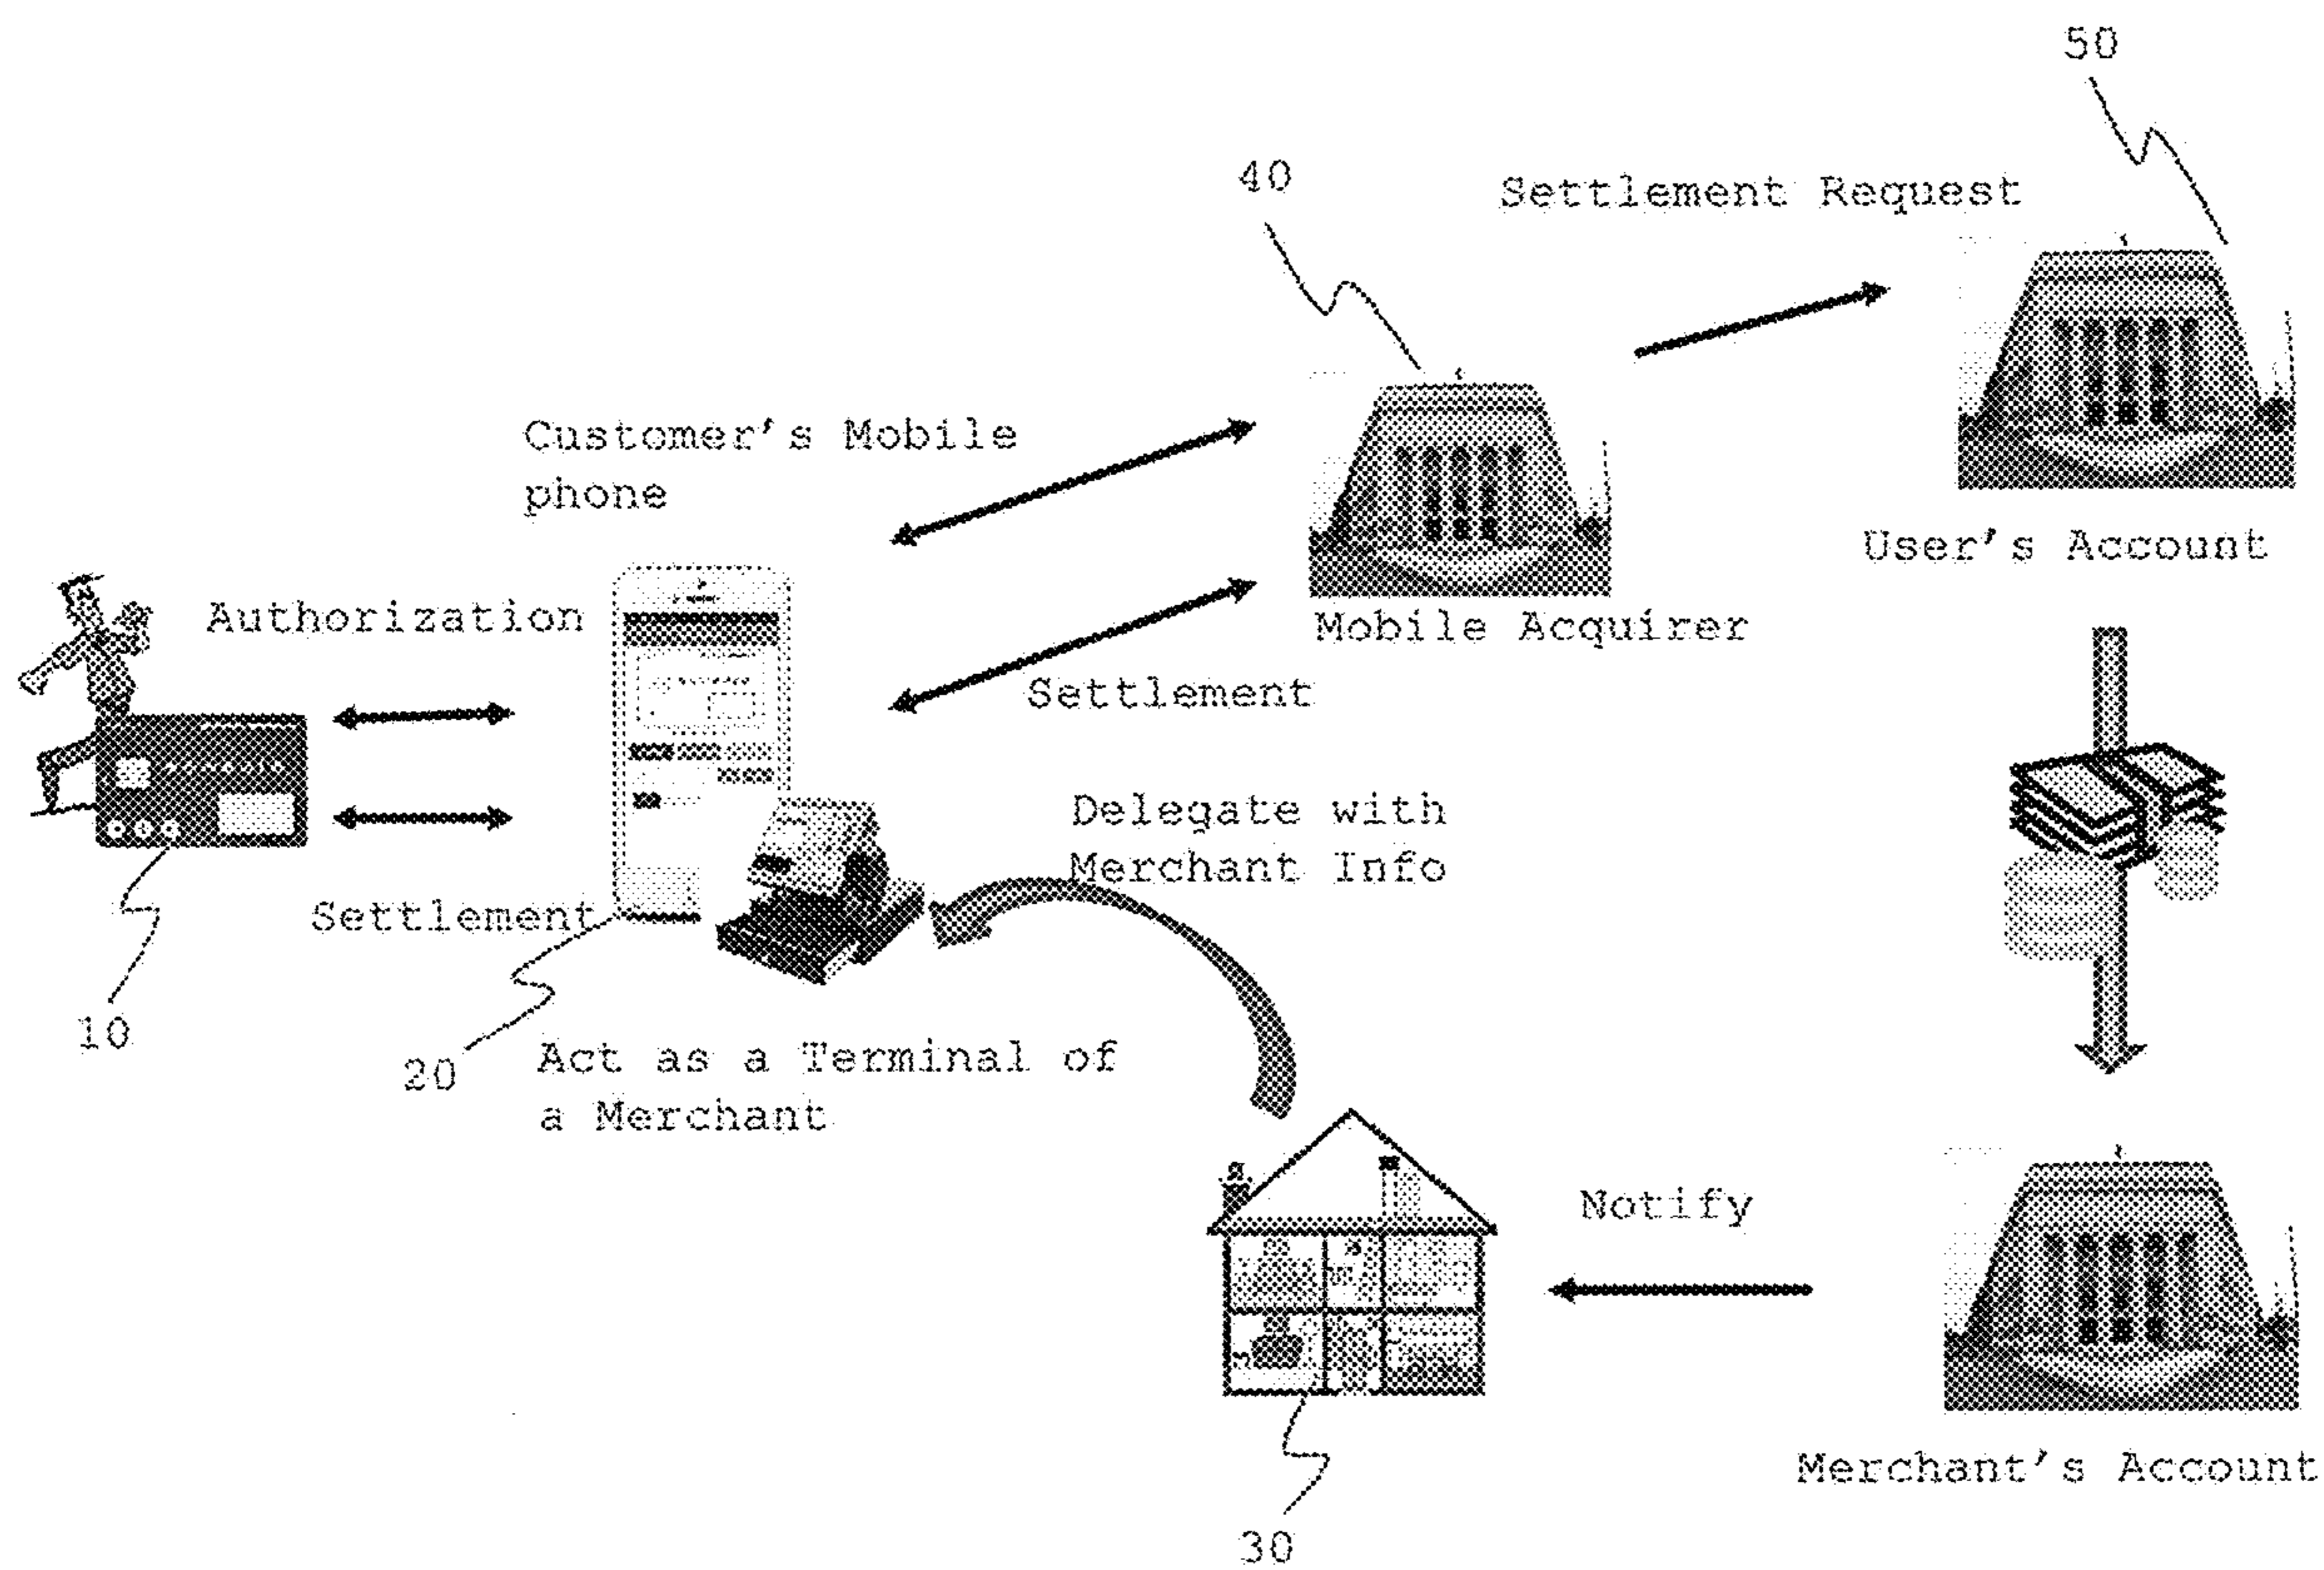 50
40
Settlement Request
Customer's Mobile
phone
User's Account
Authorization
Mobile Acquirer
Settlement
Delegate with
Merchant Info
Settlement
10
20
Act as a Terminal of
a Merchant
Notify
Merchant's Account
30